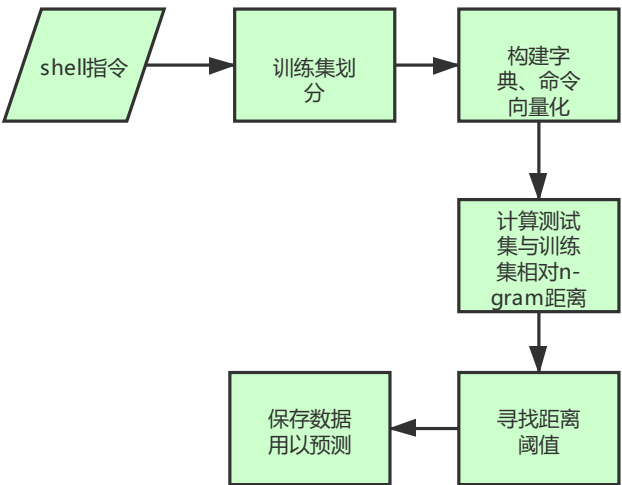 shell指令
训练集划
分
构建字
典、命令
向量化
计算测试
集与训练
集相对n-
gram距离
寻找距离
阈值
保存数据
用以预测